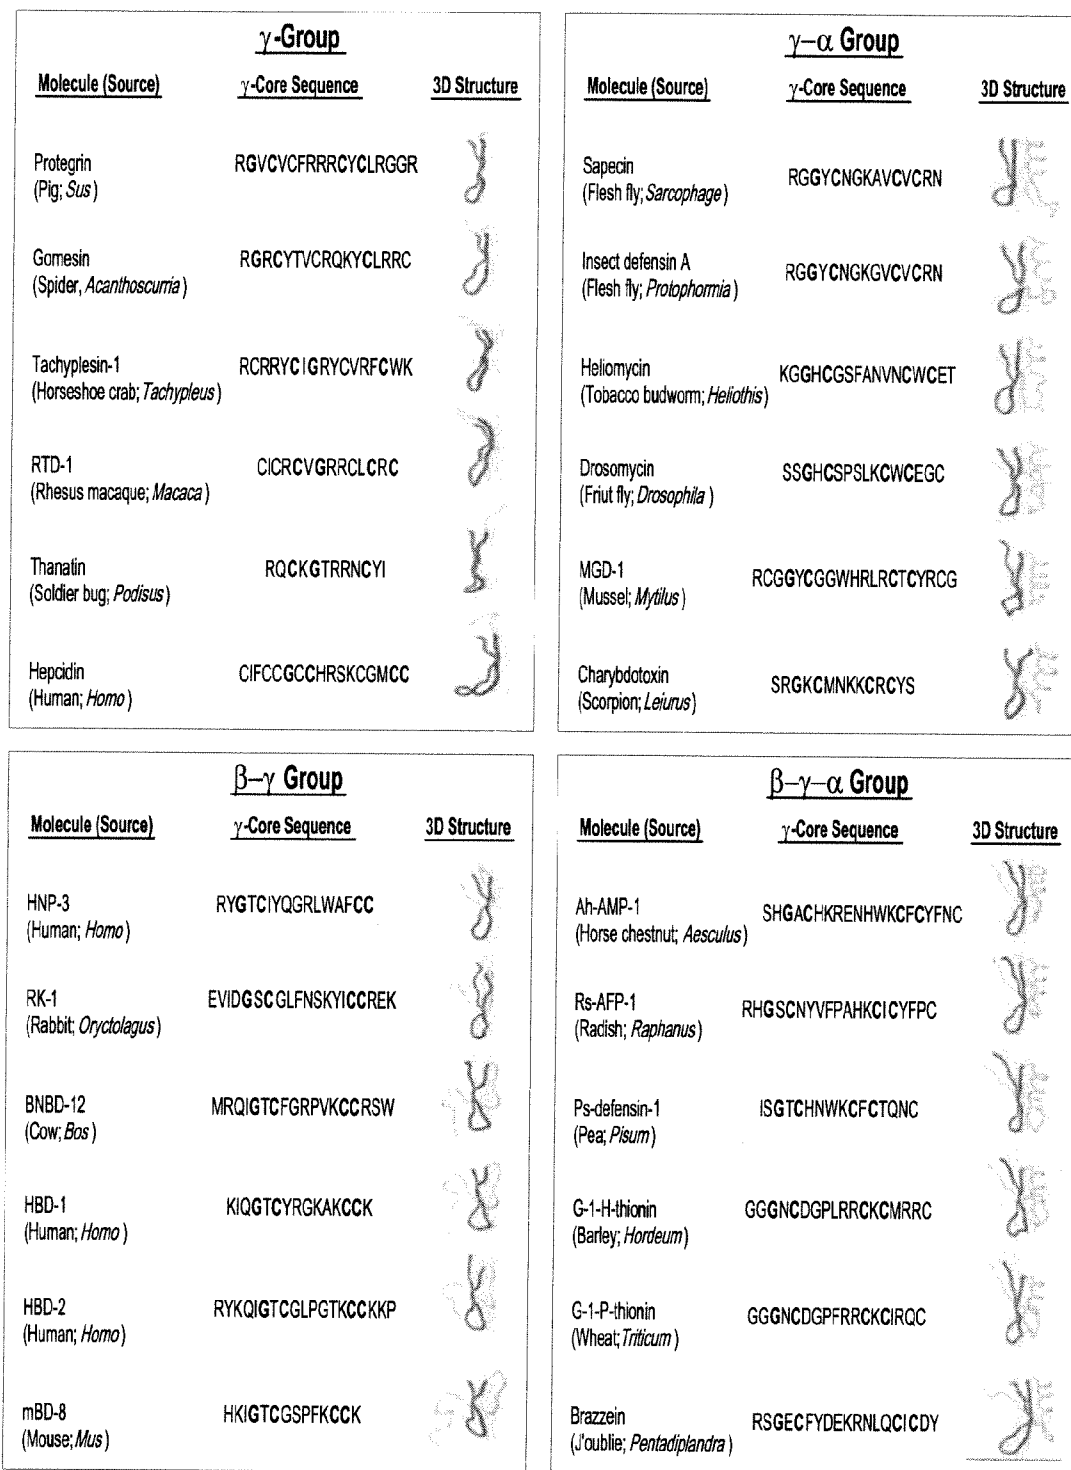 γ-Group
Molecule (Source) γ-Core Sequence 3D Structure
Protegrin
(Pig; Sus)
RGVCVCFRRRCYCLRGGR
Gomesin
(Spider, Acanthoscurria)
RGRCYTVCRQKYCLRRC
Tachyplesin-1
(Horseshoe crab; Tachypleus)
RCRRYCIGRYCVRFCWK
RTD-1
(Rhesus macaque; Macaca)
CICRCVGRRCLCRC
Thanatin
(Soldier bug; Podisus)
RQCKGTRRNCYI
Hepcidin
(Human; Homo)
CIFCCGCCHRSKCGMCC
γ-α Group
Molecule (Source) γ-Core Sequence 3D Structure
Sapecin
(Flesh fly; Sarcophage)
RGGYCNGKAVCVCRN
Insect defensin A
(Flesh fly; Protophormia)
RGGYCNGKGVCVCRN
Heliomycin
(Tobacco budworm; Heliothis)
KGGHCGSFANVNCWCET
Drosomycin
(Friut fly; Drosophila)
SSGHCSPSLKCWCEGC
MGD-1
(Mussel; Mytilus)
RCGGYCGGWHRLRCTCYRCG
Charybdotoxin
(Scorpion; Leiurus)
SRGKCMNKKCRCYS
β-γ Group
Molecule (Source) γ-Core Sequence 3D Structure
HNP-3
(Human; Homo)
RYGTCIYQGRLWAFCC
RK-1
(Rabbit; Oryctolagus)
EVIDGSCGLFNSKYICCREK
BNBD-12
(Cow; Bos)
MRQIGTCFGRPVKCCRSW
HBD-1
(Human; Homo)
KIQGTCYRGKAKCCK
HBD-2
(Human; Homo)
RYKQIGTCGLPGTKCCKKP
mBD-8
(Mouse; Mus)
HKIGTCGSPFKCCK
β-γ-α Group
Molecule (Source) γ-Core Sequence 3D Structure
Ah-AMP-1
(Horse chestnut; Aesculus)
SHGACHKRENHWKCFCYFNC
Rs-AFP-1
(Radish; Raphanus)
RHGSCNYVFPAHKCICYFPC
Ps-defensin-1
(Pea; Pisum)
ISGTCHNWKCFCTQNC
G-1-H-thionin
(Barley; Hordeum)
GGGNCDGPLRRCKCMRRC
G-1-P-thionin
(Wheat; Triticum)
GGGNCDGPFRRCKCIRQC
Brazzein
(J'oublie; Pentadiplandra)
RSGECFYDEKRNLQCICDY